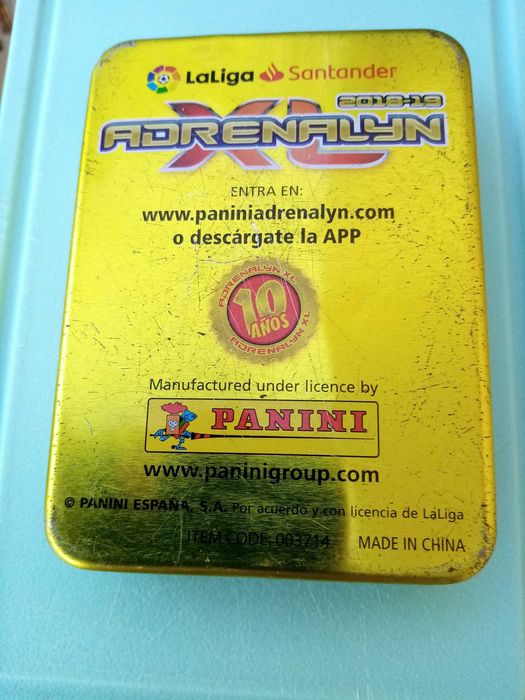 LaLiga Santander
2018-19
ADRENALYN
XL
TM
ENTRA EN:
www.paniniadrenalyn.com
o descárgate la APP
ADRENALYN XL
10
AÑOS
ADRENALYN XL
Manufactured under licence by
PANINI
www.paninigroup.com
© PANINI ESPAÑA, S.A. Por acuerdo y con licencia de LaLiga
ITEM CODE: 003714 MADE IN CHINA